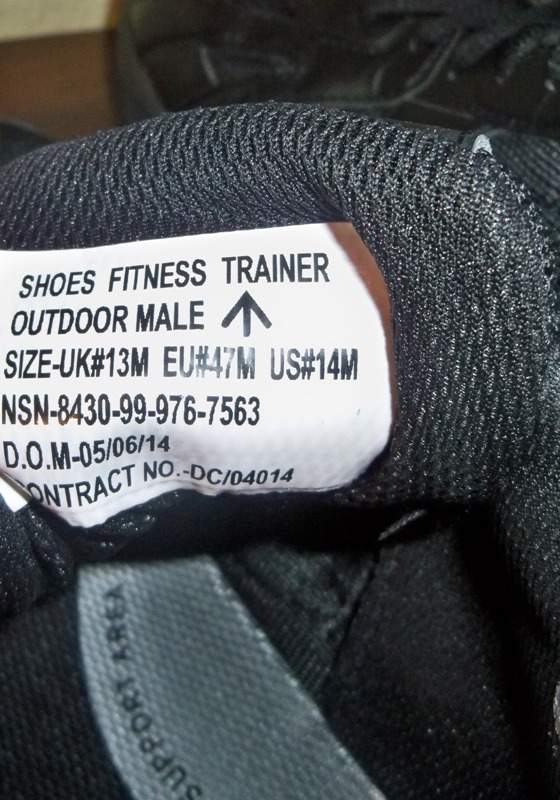 SHOES FITNESS TRAINER
OUTDOOR MALE ↑
SIZE-UK#13M EU#47M US#14M
NSN-8430-99-976-7563
D.O.M-05/06/14
CONTRACT NO.-DC/04014
SUPPORT AREA